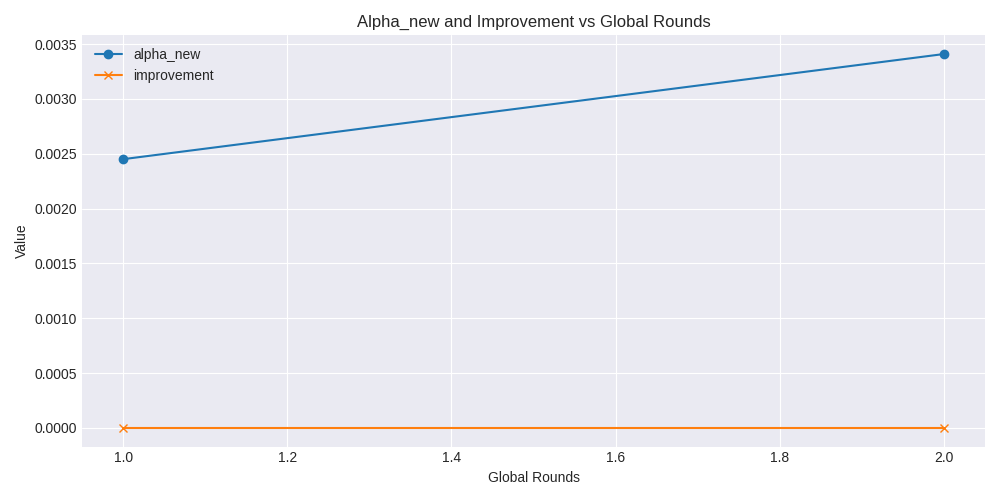 Alpha_new and Improvement vs Global Rounds
alpha_new
improvement
Value
0.0035
0.0030
0.0025
0.0020
0.0015
0.0010
0.0005
0.0000
1.0 1.2 1.4 1.6 1.8 2.0
Global Rounds